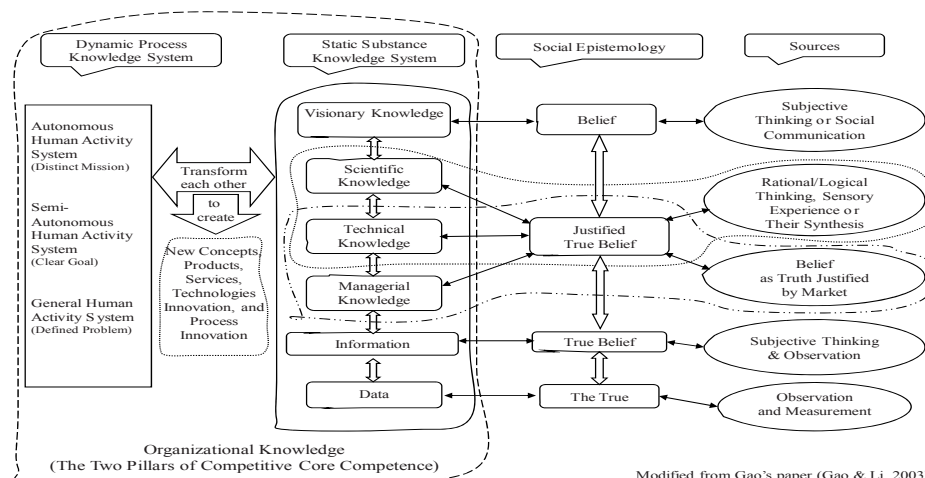 Dynamic Process
Knowledge System
Static Substance
Knowledge System
Social Epistemology
Sources
Autonomous
Human Activity
System
(Distinct Mission)
Semi-
Autonomous
Human Activity
System
(Clear Goal)
General Human
Activity System
(Defined Problem)
Transform
each other
to
create
New Concepts,
Products,
Services,
Technologies
Innovation, and
Process
Innovation
Visionary Knowledge
Scientific
Knowledge
Technical
Knowledge
Managerial
Knowledge
Information
Data
Belief
Justified
True Belief
True Belief
The True
Subjective
Thinking or Social
Communication
Rational/Logical
Thinking, Sensory
Experience or
Their Synthesis
Belief
as Truth Justified
by Market
Subjective Thinking
& Observation
Observation
and Measurement
Organizational Knowledge
(The Two Pillars of Competitive Core Competence)
Modified from Gao's paper (Gao & Li, 2003